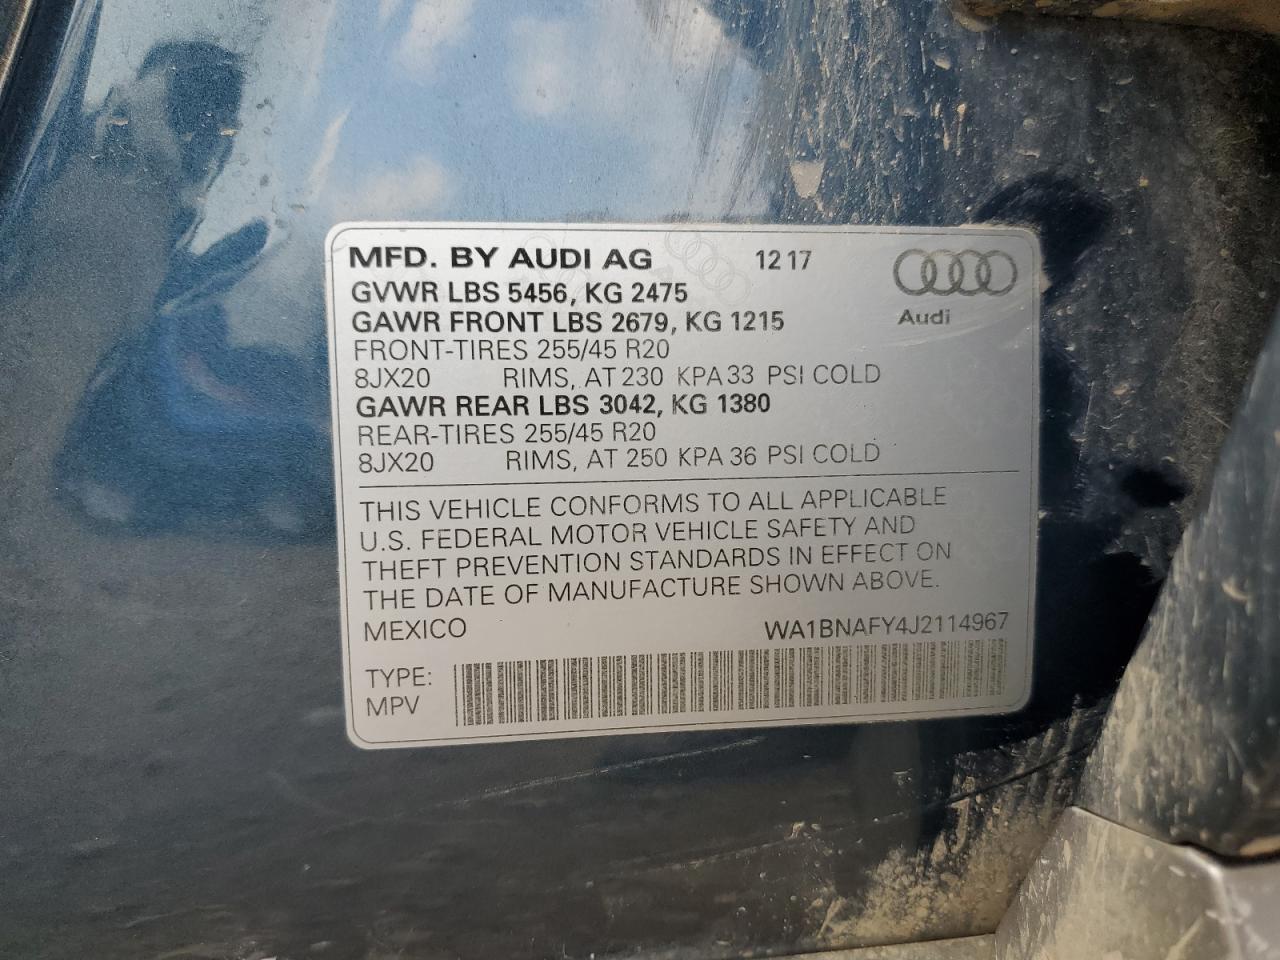 MFD. BY AUDI AG 12 17
Audi
GVWR LBS 5456, KG 2475
GAWR FRONT LBS 2679, KG 1215
FRONT-TIRES 255/45 R20
8JX20 RIMS, AT 230 KPA 33 PSI COLD
GAWR REAR LBS 3042, KG 1380
REAR-TIRES 255/45 R20
8JX20 RIMS, AT 250 KPA 36 PSI COLD
THIS VEHICLE CONFORMS TO ALL APPLICABLE
U.S. FEDERAL MOTOR VEHICLE SAFETY AND
THEFT PREVENTION STANDARDS IN EFFECT ON
THE DATE OF MANUFACTURE SHOWN ABOVE.
MEXICO WA1BNAFY4J2114967
TYPE:
MPV